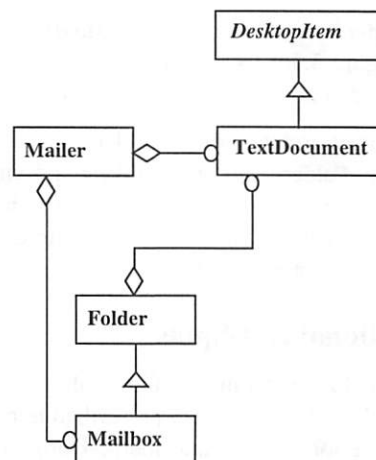 DesktopItem
Mailer
TextDocument
Folder
Mailbox